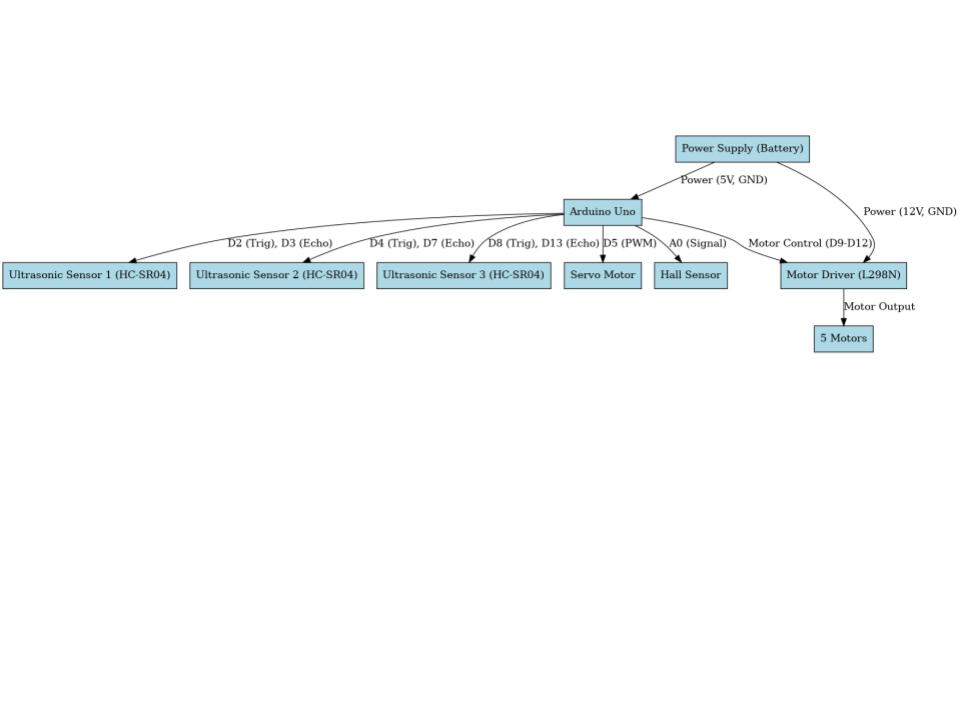 Power Supply (Battery)
Power (5V, GND)
Power (12V, GND)
Arduino Uno
D2 (Trig), D3 (Echo)
D4 (Trig), D7 (Echo)
D8 (Trig), D13 (Echo)
D5 (PWM)
A0 (Signal)
Motor Control (D9-D12)
Ultrasonic Sensor 1 (HC-SR04)
Ultrasonic Sensor 2 (HC-SR04)
Ultrasonic Sensor 3 (HC-SR04)
Servo Motor
Hall Sensor
Motor Driver (L298N)
Motor Output
5 Motors